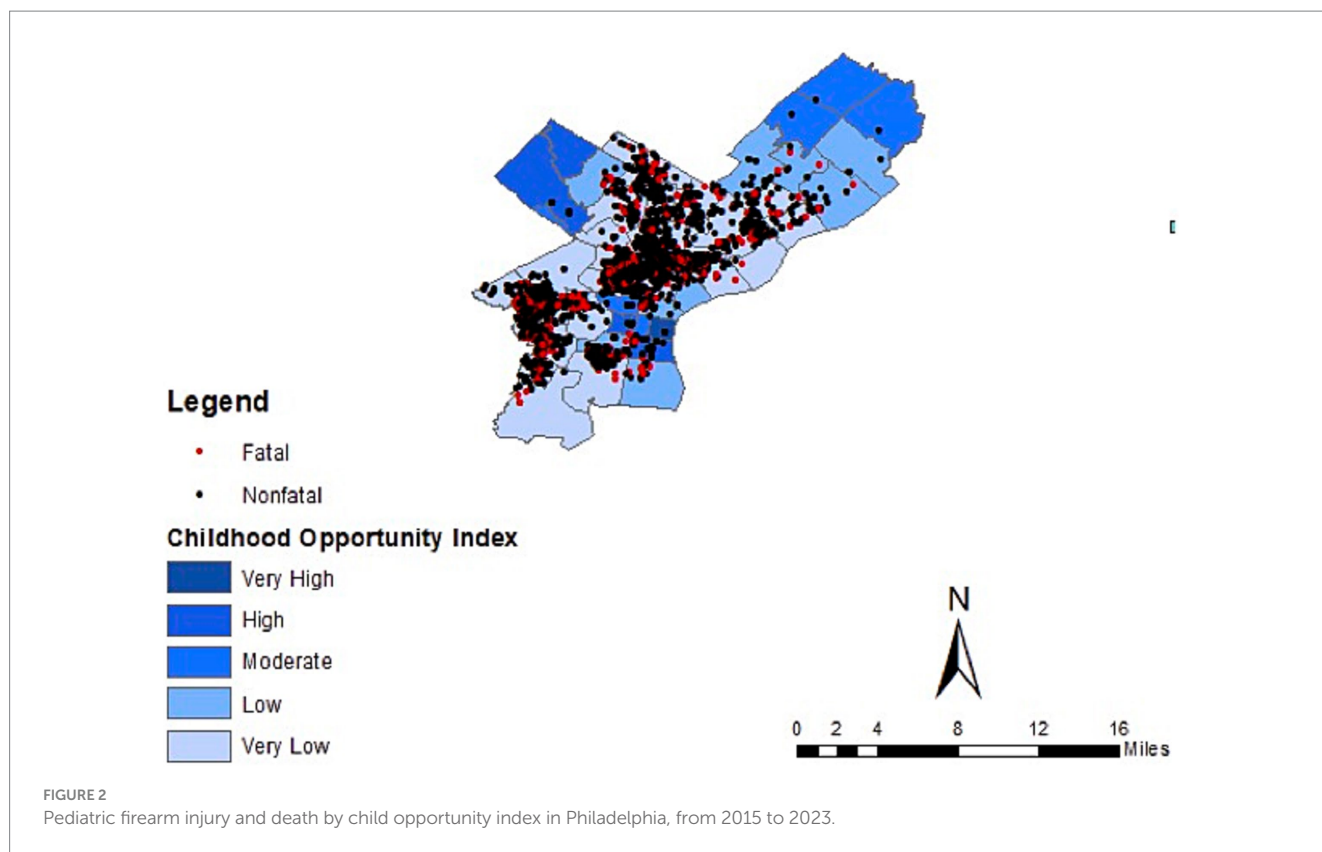 Legend
Fatal
Nonfatal
Childhood Opportunity Index
Very High
High
Moderate
Low
Very Low
N
0 2 4 8 12 16
Miles
FIGURE 2
Pediatric firearm injury and death by child opportunity index in Philadelphia, from 2015 to 2023.